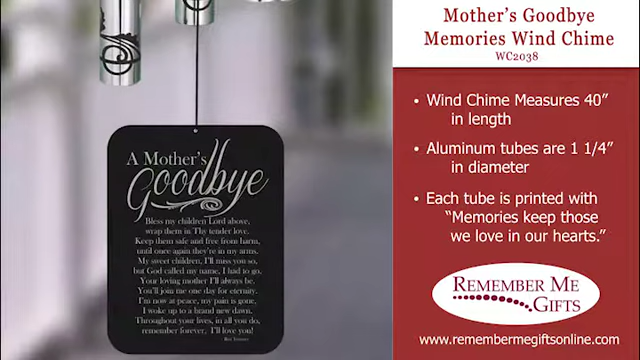 A Mother's
Goodbye
Bless my children Lord above,
wrap them in Thy tender love.
Keep them safe and free from harm,
until once again they're in my arms.
My sweet children, I'll miss you so,
but God called my name, I had to go.
Your loving mother I'll always be.
You'll join me one day for eternity.
I'm now at peace, my pain is gone,
I woke up to a brand new dawn.
Throughout your lives, in all you do,
remember forever, I'll love you!
Mother's Goodbye
Memories Wind Chime
WC2038
• Wind Chime Measures 40"
in length
• Aluminum tubes are 1 1/4"
in diameter
• Each tube is printed with
"Memories keep those
we love in our hearts."
REMEMBER ME
GIFTS
www.remembermegiftsonline.com